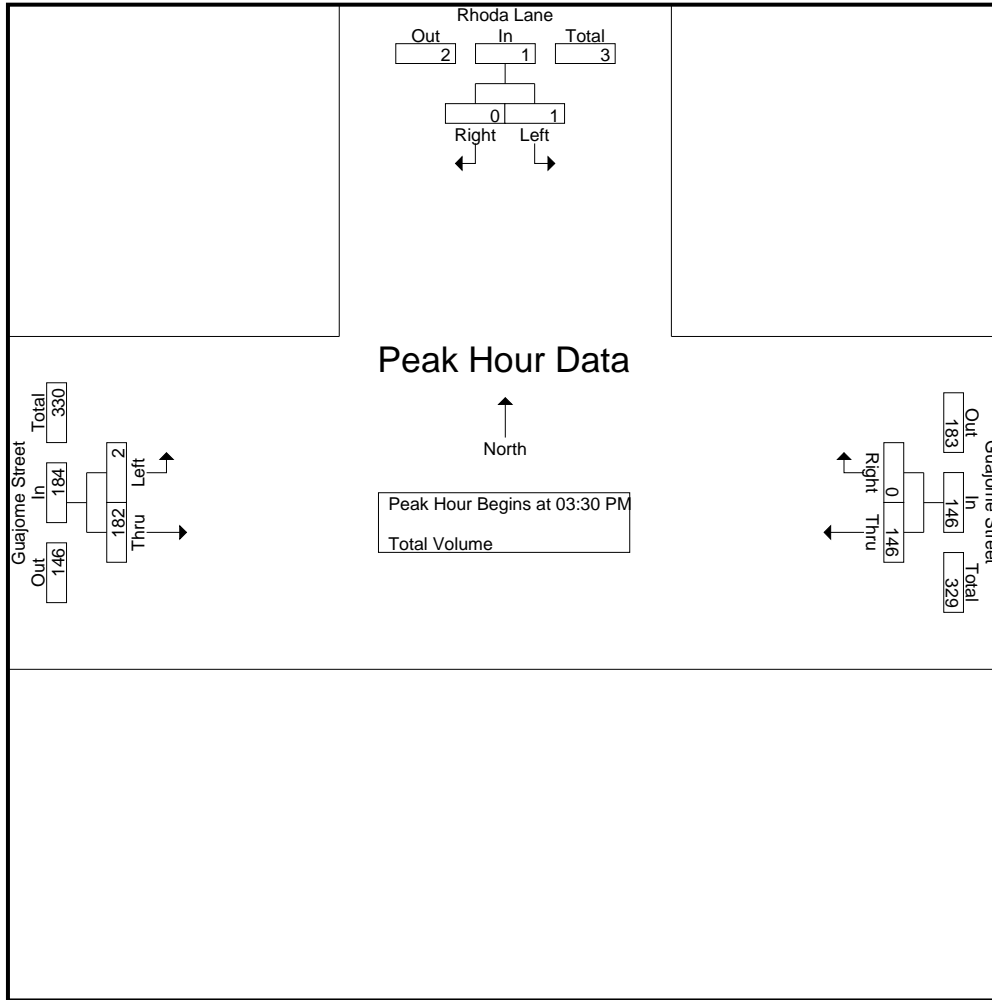 Rhoda Lane
Out In Total
2 1 3
0 1
Right Left
Peak Hour Data
North
Peak Hour Begins at 03:30 PM
Total Volume
Guajome Street
Out In Total
146 184 330
Thru Left
182 2
Guajome Street
Out In Total
183 146 329
Right Thru
0 146